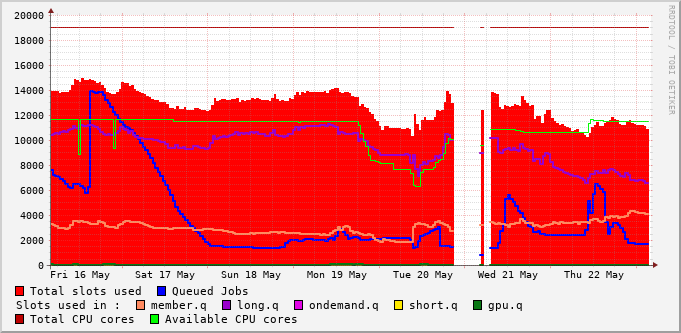 20000
18000
16000
14000
12000
10000
8000
6000
4000
2000
0
Fri 16 May Sat 17 May Sun 18 May Mon 19 May Tue 20 May Wed 21 May Thu 22 May
Total slots used Queued Jobs
Slots used in : member.q long.q ondemand.q short.q gpu.q
Total CPU cores Available CPU cores
RRDTOOL / TOBI OETIKER